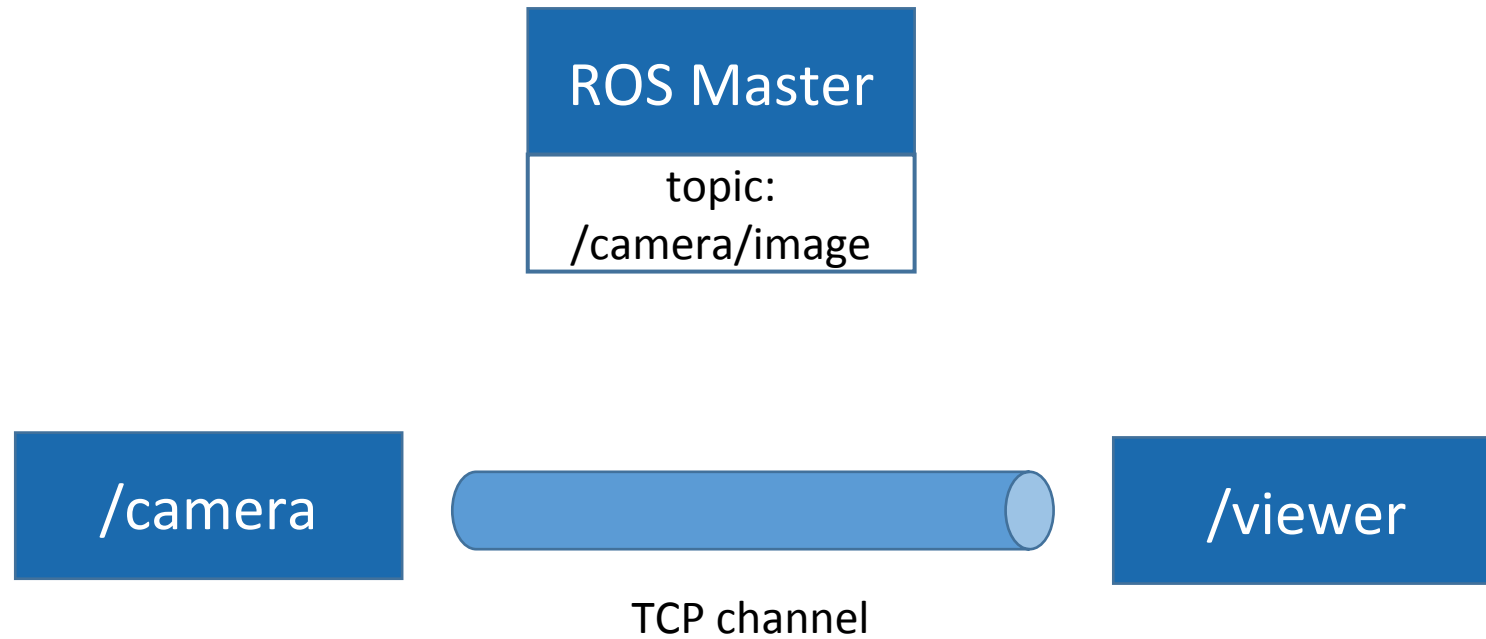 ROS Master
topic:
/camera/image
/camera
/viewer
TCP channel